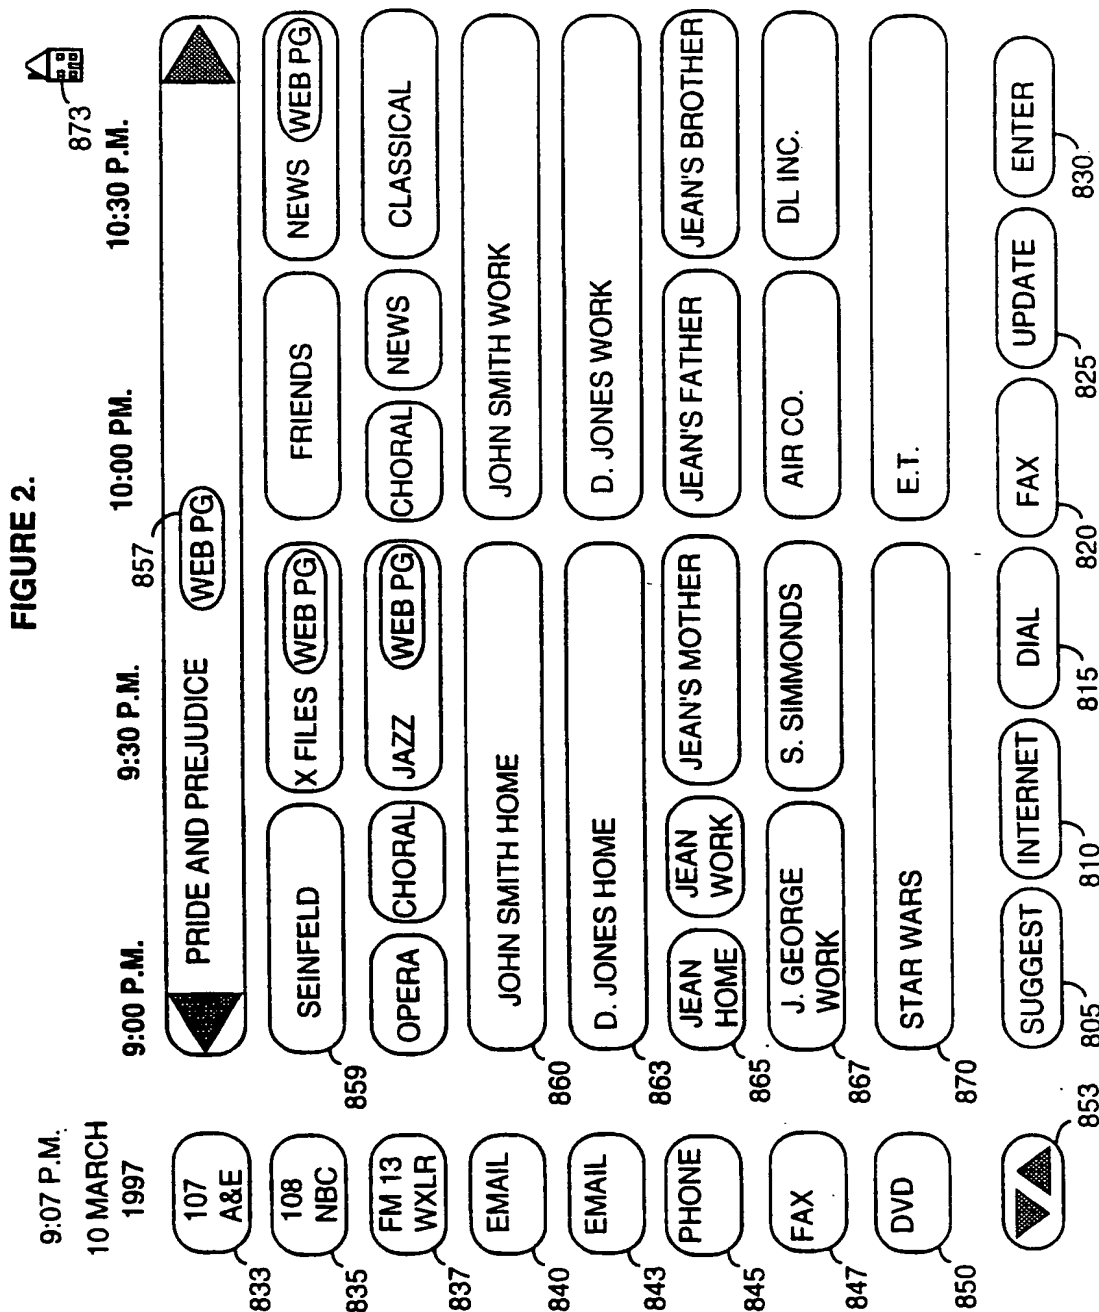 FIGURE 2.
873
9:07 P.M.
10 MARCH
1997
9:00 P.M.
9:30 P.M.
10:00 PM.
10:30 P.M.
857
107
A&E
833
PRIDE AND PREJUDICE
WEB PG
108
NBC
835
SEINFELD
X FILES
WEB PG
FRIENDS
NEWS
WEB PG
859
FM 13
WXLR
837
OPERA
CHORAL
JAZZ
WEB PG
CHORAL
NEWS
CLASSICAL
EMAIL
840
JOHN SMITH HOME
JOHN SMITH WORK
860
EMAIL
843
D. JONES HOME
D. JONES WORK
863
PHONE
845
JEAN
HOME
JEAN
WORK
JEAN'S MOTHER
JEAN'S FATHER
JEAN'S BROTHER
865
FAX
847
J. GEORGE
WORK
S. SIMMONDS
AIR CO.
DL INC.
867
DVD
850
STAR WARS
E.T.
870
853
SUGGEST
805
INTERNET
810
DIAL
815
FAX
820
UPDATE
825
ENTER
830